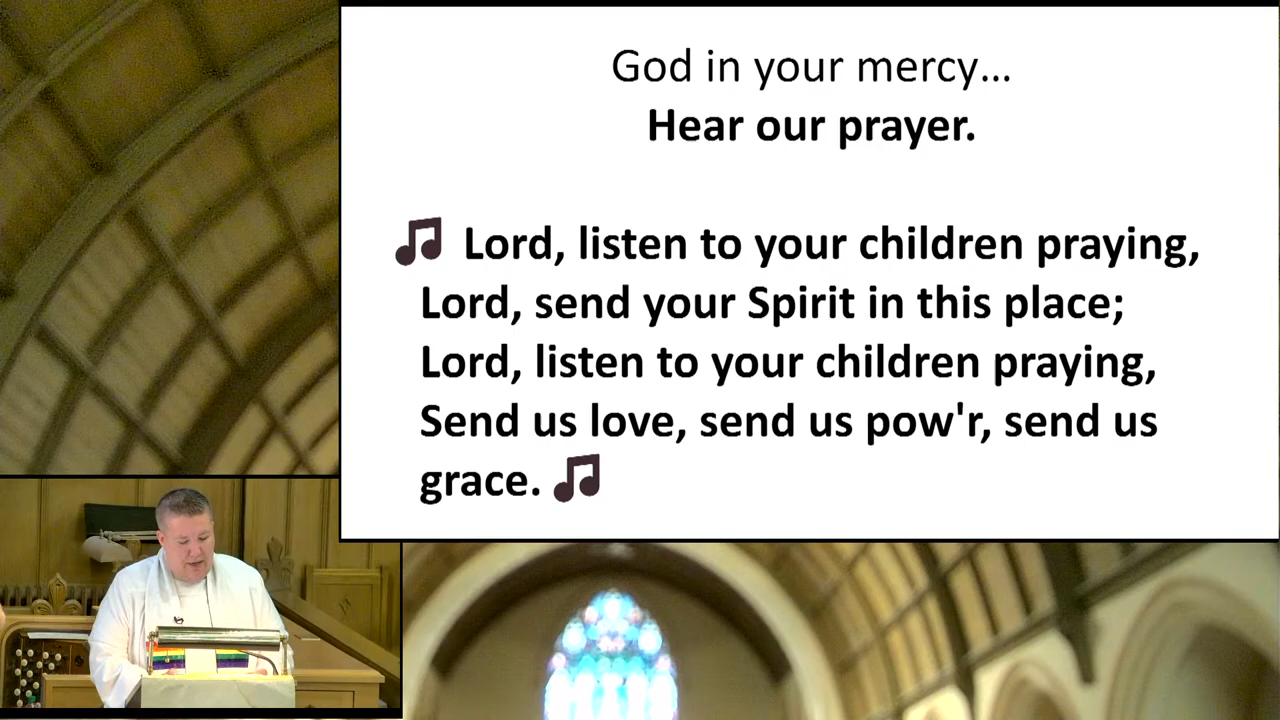 God in your mercy...
Hear our prayer.
🎵 Lord, listen to your children praying,
Lord, send your Spirit in this place;
Lord, listen to your children praying,
Send us love, send us pow'r, send us
grace. 🎵